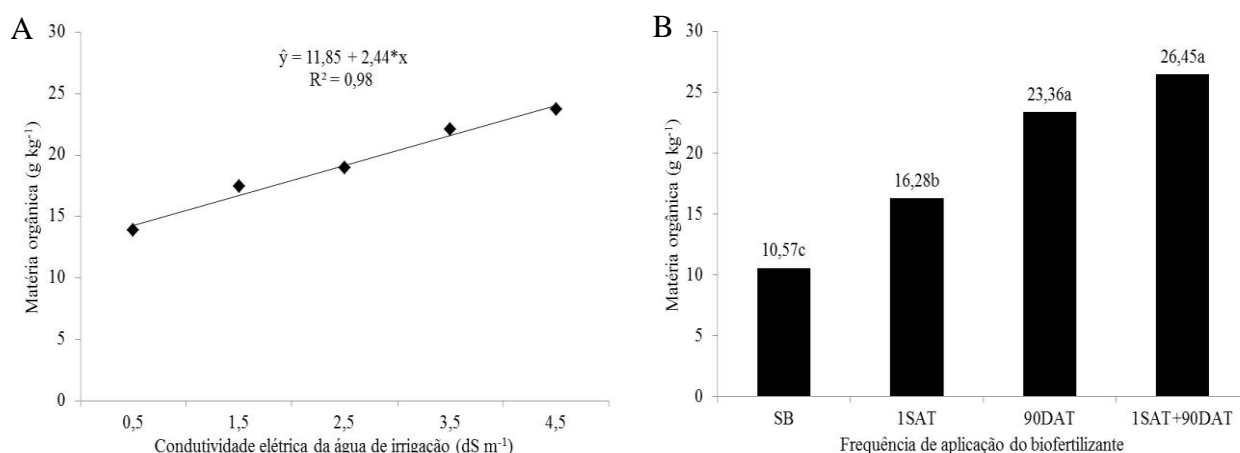 A
ŷ = 11,85 + 2,44*x
R² = 0,98
Matéria orgânica (g kg⁻¹)
30
25
20
15
10
5
0
0,5 1,5 2,5 3,5 4,5
Condutividade elétrica da água de irrigação (dS m⁻¹)
B
Matéria orgânica (g kg⁻¹)
30
25
20
15
10
5
0
10,57c
16,28b
23,36a
26,45a
SB 1SAT 90DAT 1SAT+90DAT
Frequência de aplicação do biofertilizante